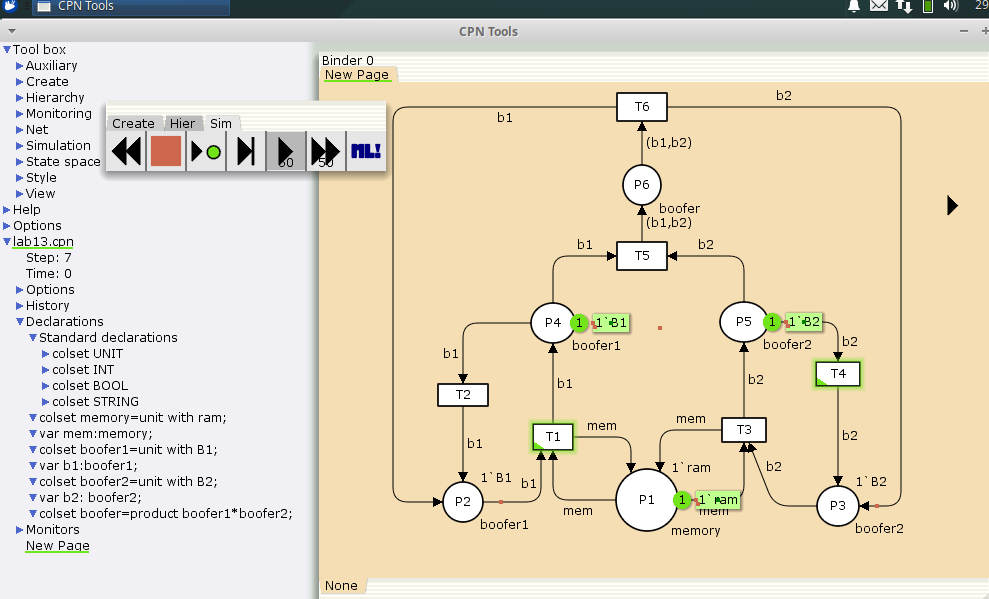 CPN Tools
29
CPN Tools
Tool box
Auxiliary
Create
Hierarchy
Monitoring
Net
Simulation
State space
Style
View
Help
Options
lab13.cpn
Step: 7
Time: 0
Options
History
Declarations
Standard declarations
colset UNIT
colset INT
colset BOOL
colset STRING
colset memory=unit with ram;
var mem:memory;
colset boofer1=unit with B1;
var b1:boofer1;
colset boofer2=unit with B2;
var b2: boofer2;
colset boofer=product boofer1*boofer2;
Monitors
New Page
Create Hier Sim
50 50 ML!
Binder 0
New Page
T6
b1
b2
(b1,b2)
P6
boofer
(b1,b2)
b1
T5
b2
P4
1
1`B1
boofer1
P5
1
1`B2
boofer2
b1
b2
T4
T2
b1
b2
b1
T1
mem
mem
T3
b2
1`ram
b2
1`B1
b1
P2
boofer1
mem
P1
1
1`ram
mem
memory
1`B2
P3
boofer2
None